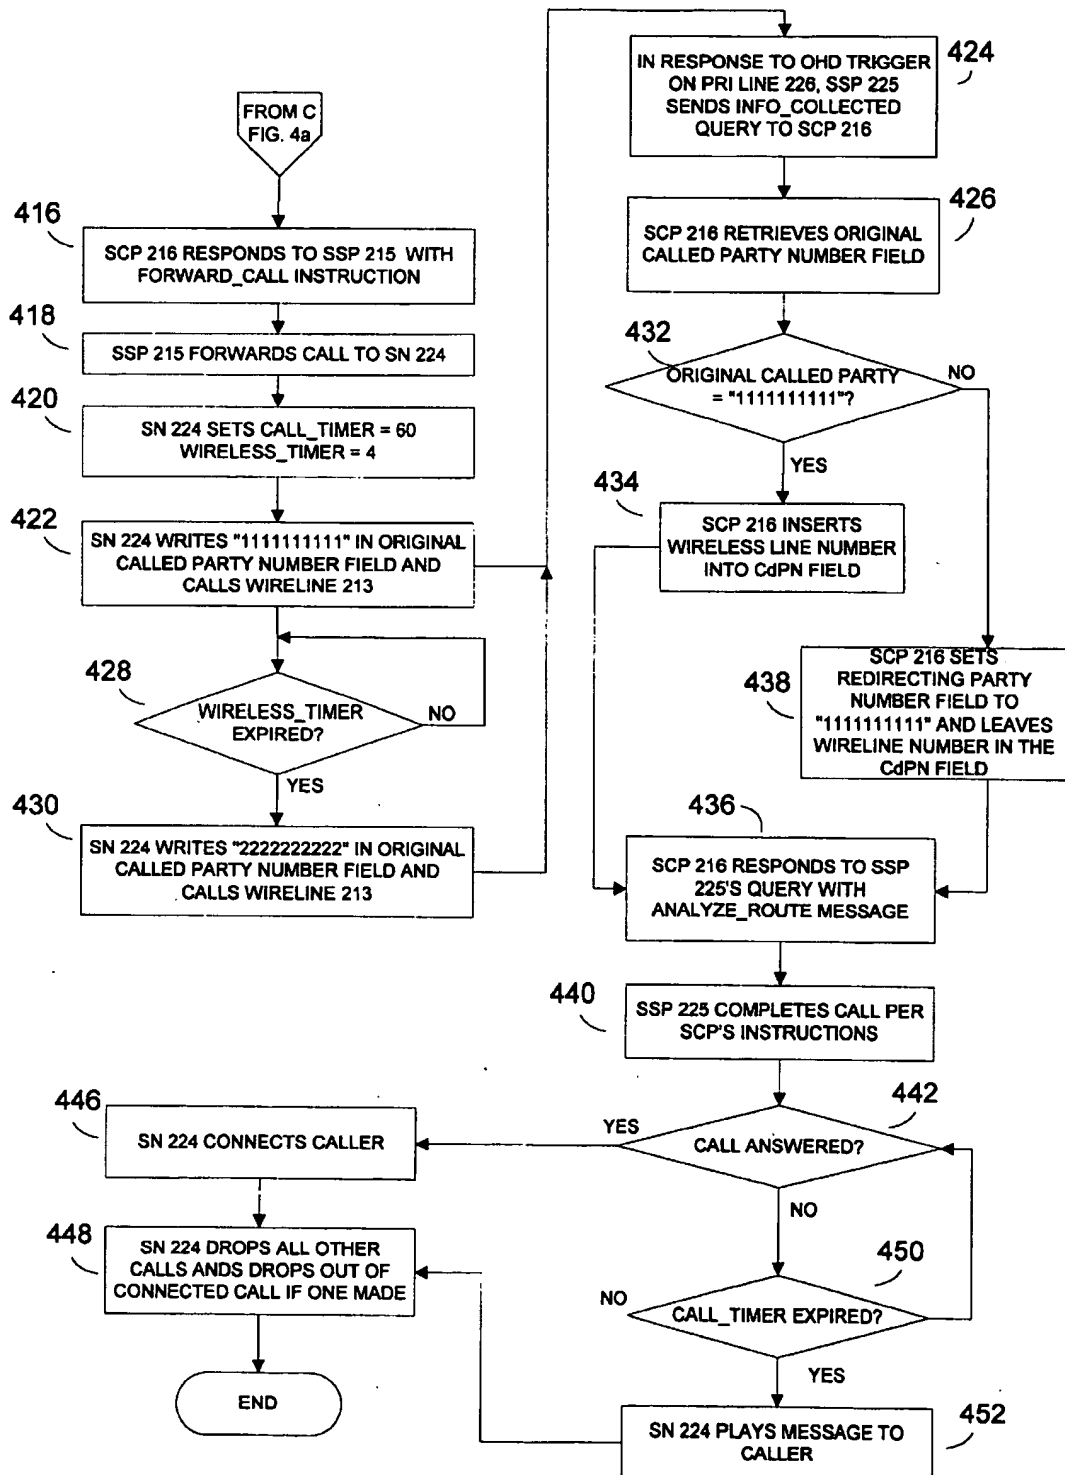 FROM C
FIG. 4a
416
SCP 216 RESPONDS TO SSP 215 WITH
FORWARD_CALL INSTRUCTION
418
SSP 215 FORWARDS CALL TO SN 224
420
SN 224 SETS CALL_TIMER = 60
WIRELESS_TIMER = 4
422
SN 224 WRITES "1111111111" IN ORIGINAL
CALLED PARTY NUMBER FIELD AND
CALLS WIRELINE 213
428
WIRELESS_TIMER
EXPIRED?
NO
YES
430
SN 224 WRITES "2222222222" IN ORIGINAL
CALLED PARTY NUMBER FIELD AND
CALLS WIRELINE 213
424
IN RESPONSE TO OHD TRIGGER
ON PRI LINE 226, SSP 225
SENDS INFO_COLLECTED
QUERY TO SCP 216
426
SCP 216 RETRIEVES ORIGINAL
CALLED PARTY NUMBER FIELD
432
ORIGINAL CALLED PARTY
= "1111111111"?
NO
YES
434
SCP 216 INSERTS
WIRELESS LINE NUMBER
INTO CdPN FIELD
438
SCP 216 SETS
REDIRECTING PARTY
NUMBER FIELD TO
"1111111111" AND LEAVES
WIRELINE NUMBER IN THE
CdPN FIELD
436
SCP 216 RESPONDS TO SSP
225'S QUERY WITH
ANALYZE_ROUTE MESSAGE
440
SSP 225 COMPLETES CALL PER
SCP'S INSTRUCTIONS
442
CALL ANSWERED?
YES
NO
446
SN 224 CONNECTS CALLER
448
SN 224 DROPS ALL OTHER
CALLS ANDS DROPS OUT OF
CONNECTED CALL IF ONE MADE
END
450
CALL_TIMER EXPIRED?
NO
YES
452
SN 224 PLAYS MESSAGE TO
CALLER